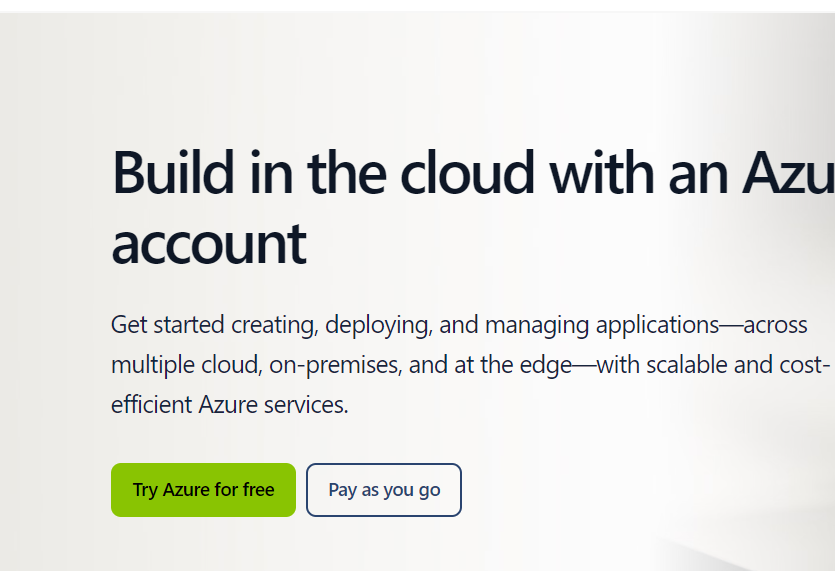 Build in the cloud with an Azu
account
Get started creating, deploying, and managing applications—across
multiple cloud, on-premises, and at the edge—with scalable and cost-
efficient Azure services.
Try Azure for free
Pay as you go